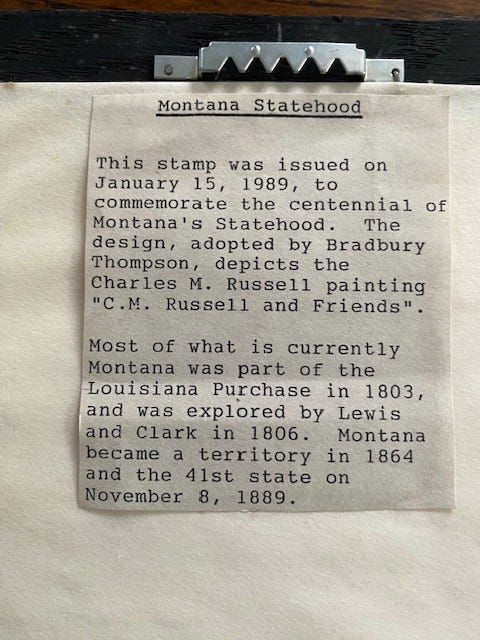 Montana Statehood
This stamp was issued on
January 15, 1989, to
commemorate the centennial of
Montana's Statehood.  The
design, adopted by Bradbury
Thompson, depicts the
Charles M. Russell painting
"C.M. Russell and Friends".
Most of what is currently
Montana was part of the
Louisiana Purchase in 1803,
and was explored by Lewis
and Clark in 1806.  Montana
became a territory in 1864
and the 41st state on
November 8, 1889.